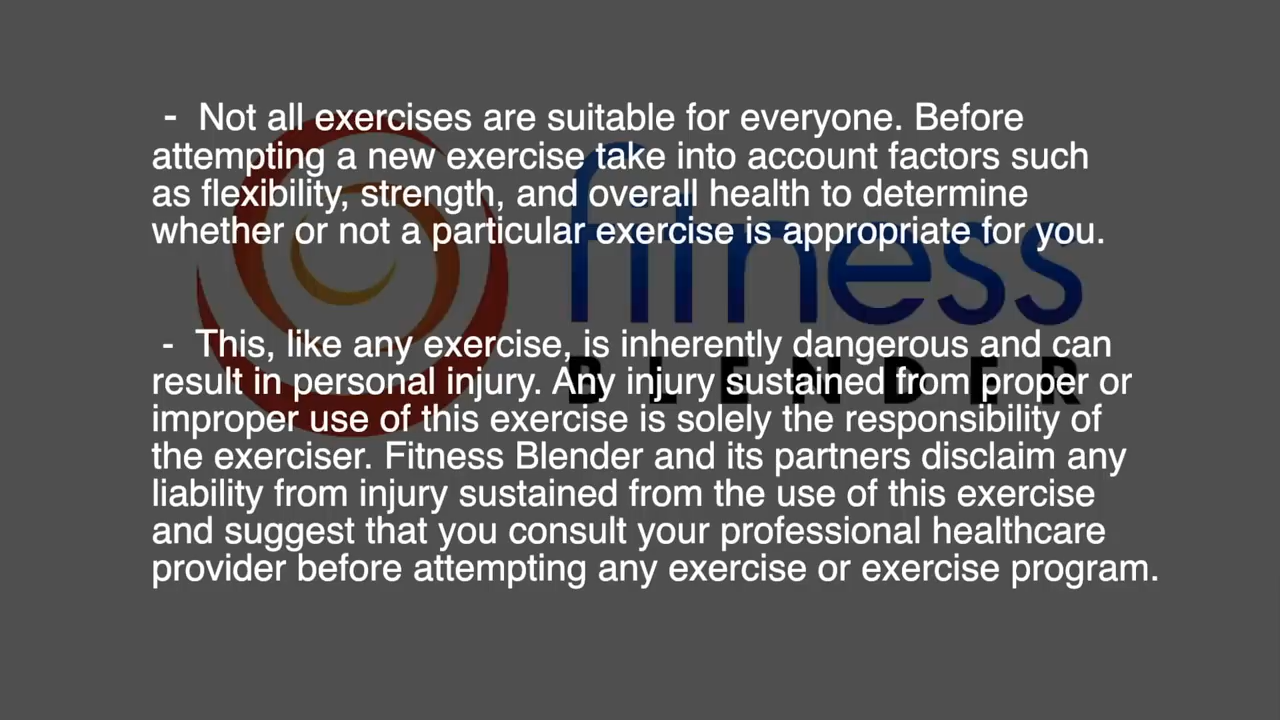 - Not all exercises are suitable for everyone. Before
attempting a new exercise take into account factors such
as flexibility, strength, and overall health to determine
whether or not a particular exercise is appropriate for you.
fitness
BLENDER
- This, like any exercise, is inherently dangerous and can
result in personal injury. Any injury sustained from proper or
improper use of this exercise is solely the responsibility of
the exerciser. Fitness Blender and its partners disclaim any
liability from injury sustained from the use of this exercise
and suggest that you consult your professional healthcare
provider before attempting any exercise or exercise program.